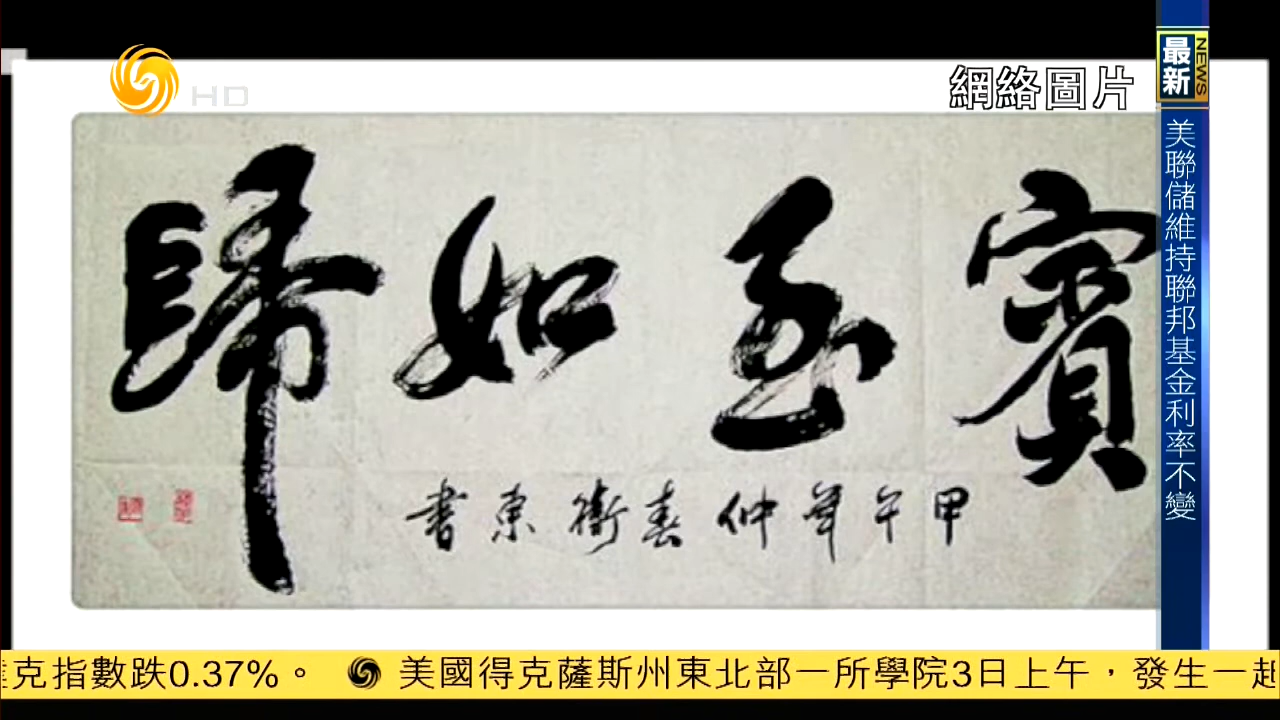 HD
網絡圖片
NEWS
最新
美聯儲維持聯邦基金利率不變
賓至如歸
甲午年仲春衛東書
克指數跌0.37%。 美國得克薩斯州東北部一所學院3日上午，發生一起